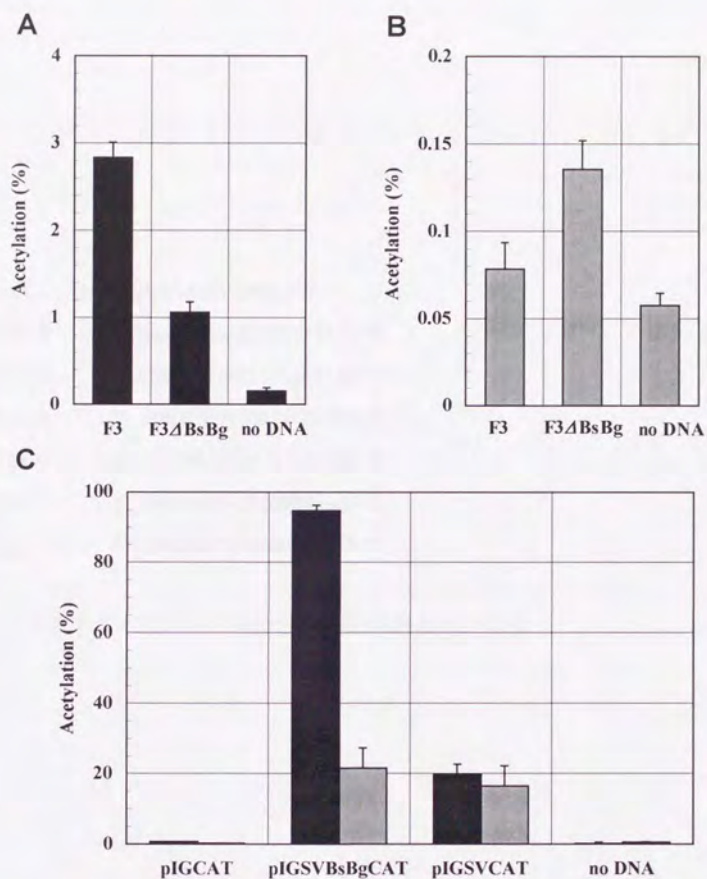 A
Acetylation (%)
4
3
2
1
0
F3 F3ΔBsBg no DNA
B
Acetylation (%)
0.2
0.15
0.1
0.05
0
F3 F3ΔBsBg no DNA
C
Acetylation (%)
100
80
60
40
20
0
pIGCAT pIGSVBsBgCAT pIGSVCAT no DNA